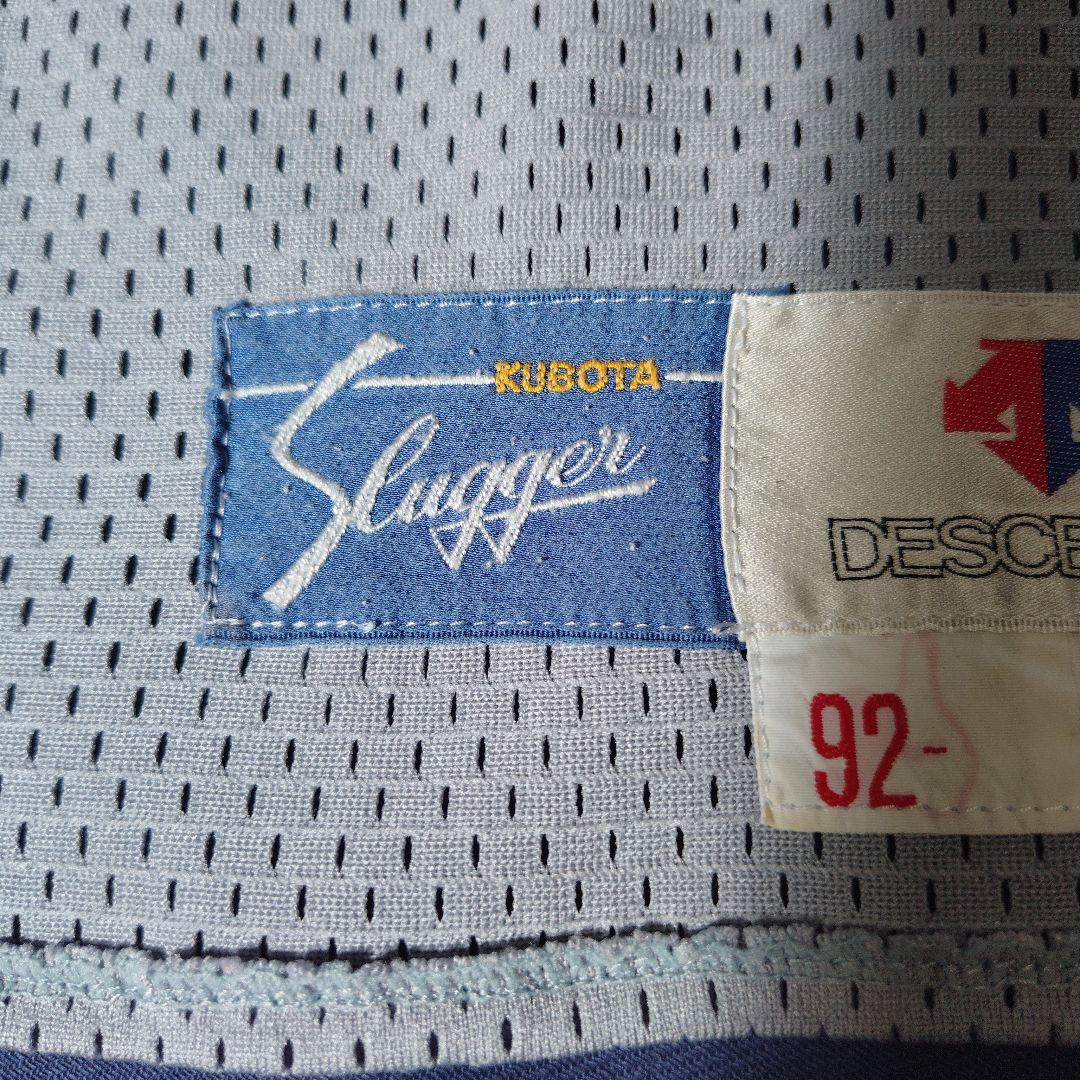 KUBOTA
Slugger
DESCE
92-